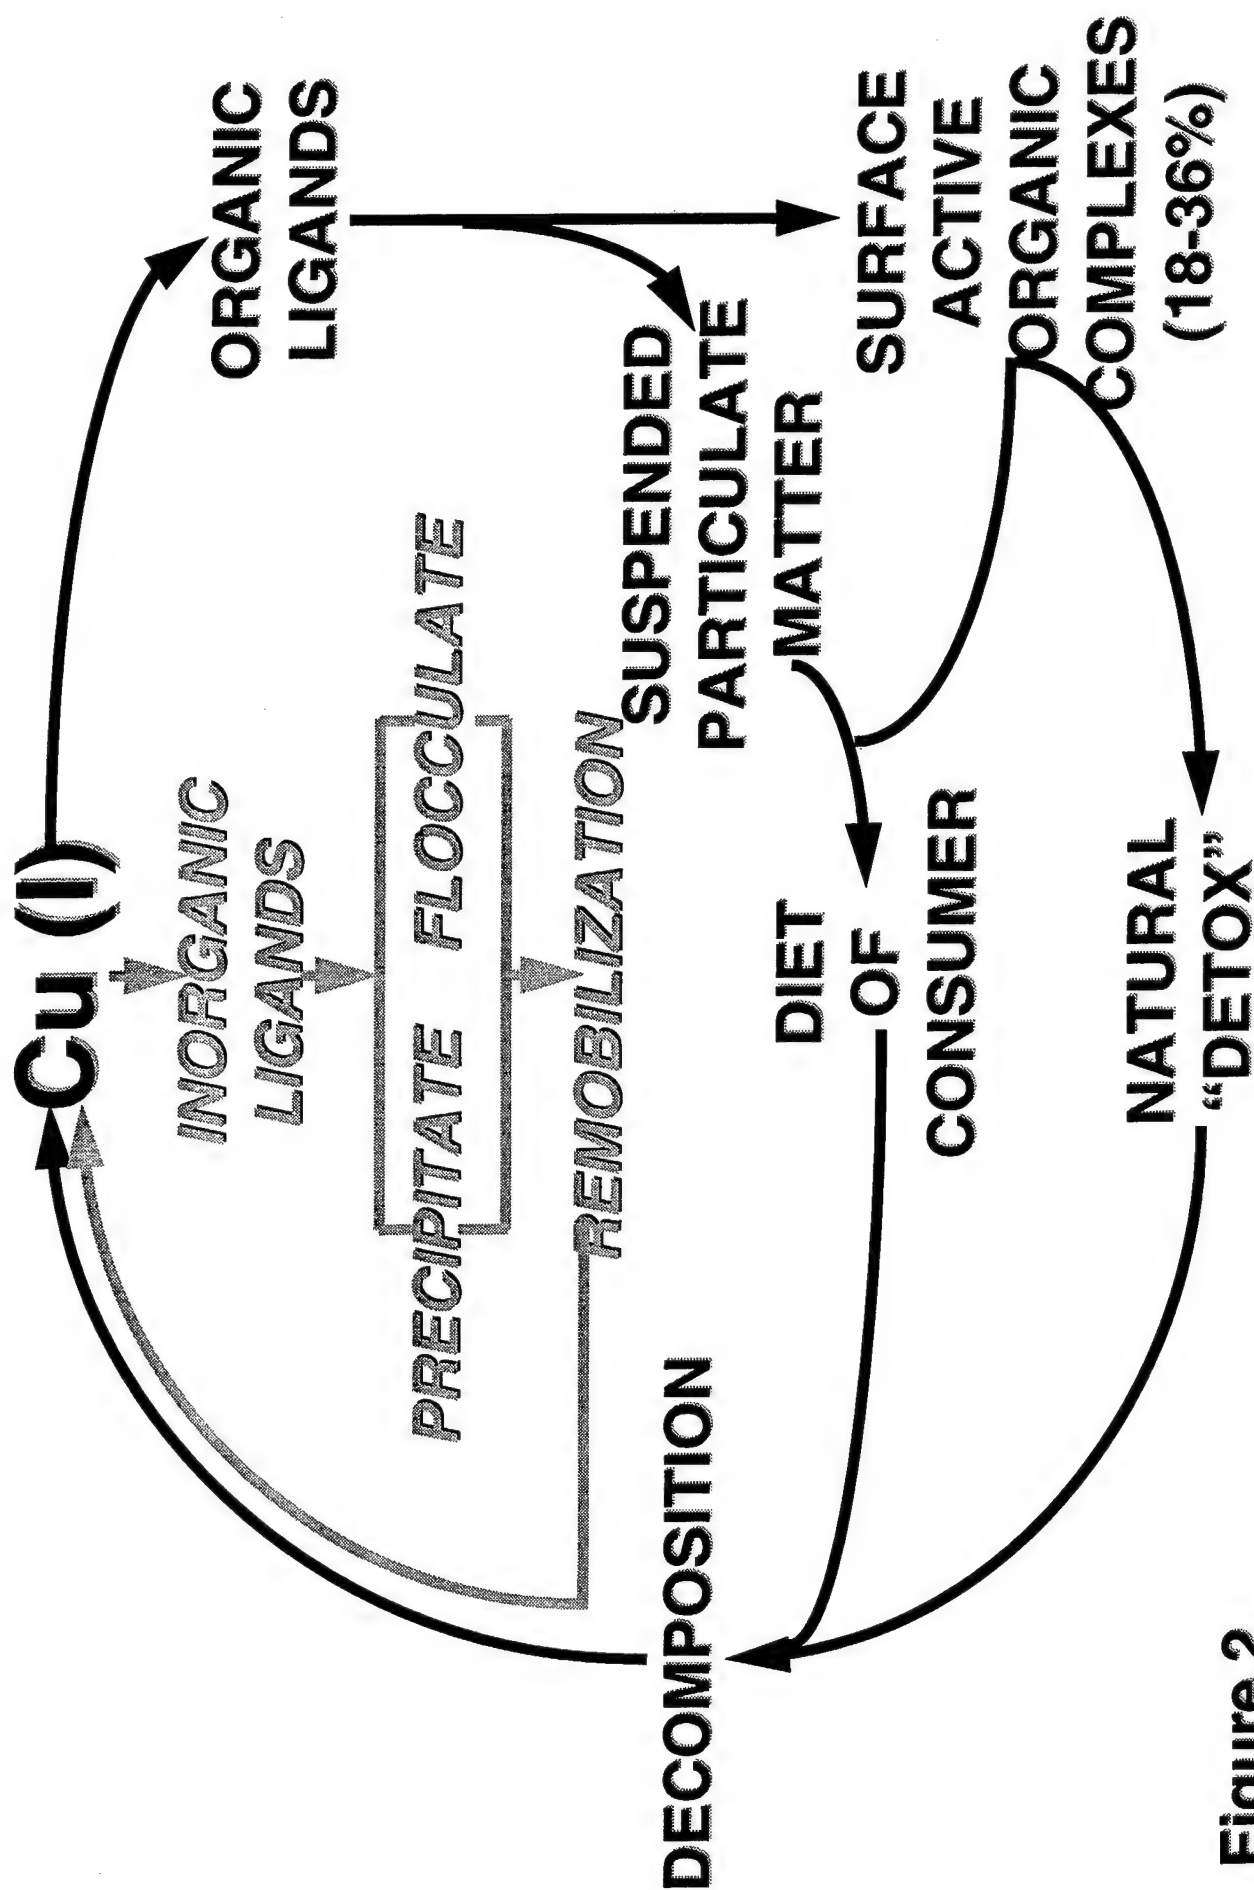 Cu (I)
INORGANIC
LIGANDS
PRECIPITATE FLOCCULATE
REMOBILIZATION
ORGANIC
LIGANDS
SUSPENDED
PARTICULATE
MATTER
SURFACE
ACTIVE
ORGANIC
COMPLEXES
(18-36%)
DIET
OF
CONSUMER
NATURAL
“DETOX”
DECOMPOSITION
Figure 2